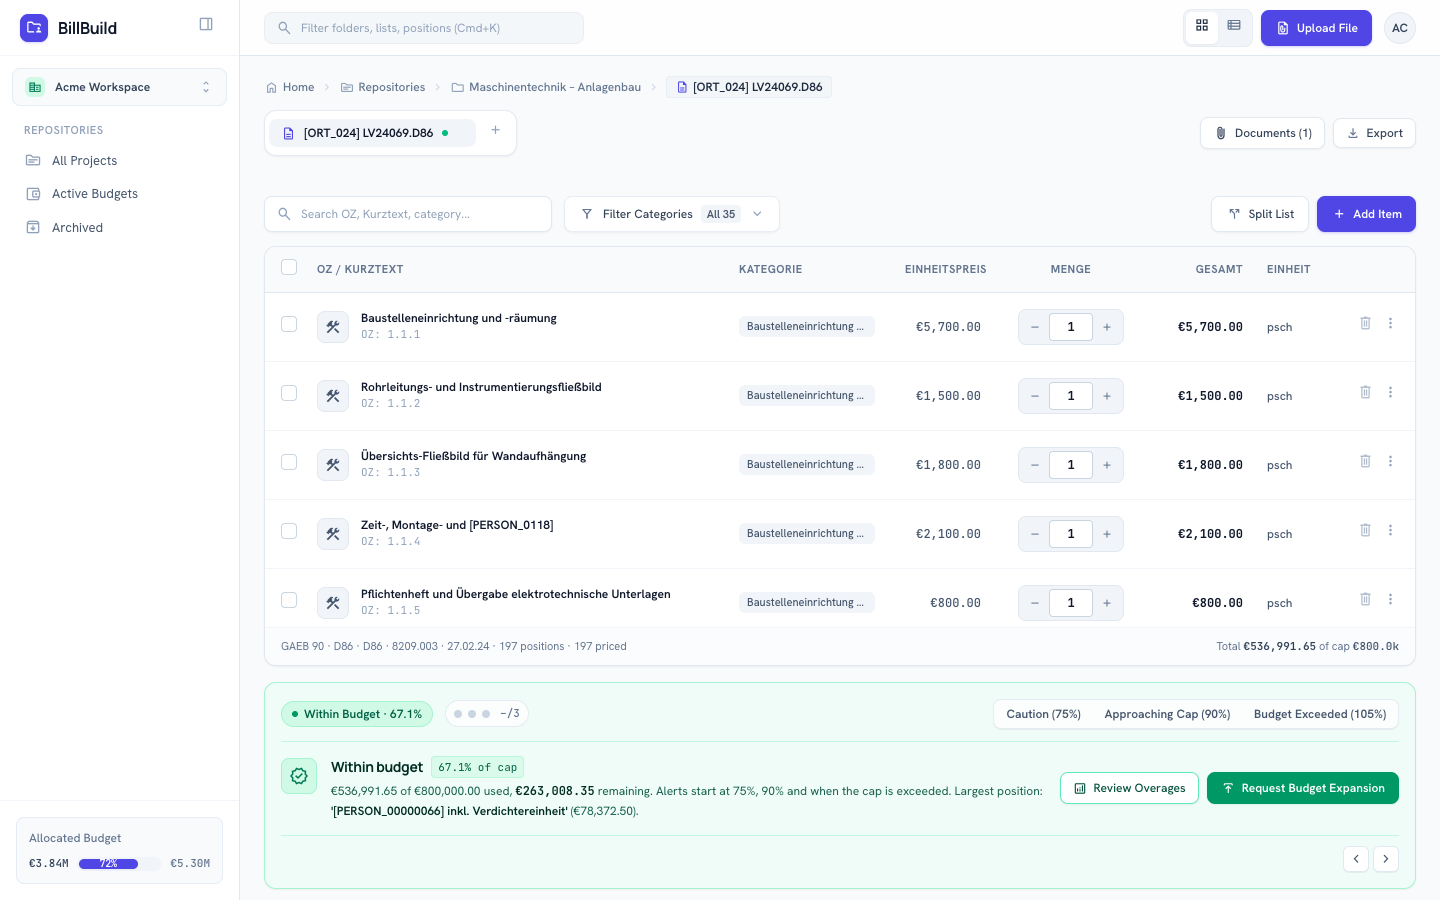 BillBuild
Filter folders, lists, positions (Cmd+K)
Upload File
AC
Acme Workspace
REPOSITORIES
All Projects
Active Budgets
Archived
Home
Repositories
Maschinentechnik – Anlagenbau
[ORT_024] LV24069.D86
[ORT_024] LV24069.D86
+
Documents (1)
Export
Search OZ, Kurztext, category...
Filter Categories All 35
Split List
+ Add Item
OZ / KURZTEXT KATEGORIE EINHEITSPREIS MENGE GESAMT EINHEIT
Baustelleneinrichtung und -räumung
OZ: 1.1.1
Baustelleneinrichtung ... €5,700.00 − 1 + €5,700.00 psch
Rohrleitungs- und Instrumentierungsfließbild
OZ: 1.1.2
Baustelleneinrichtung ... €1,500.00 − 1 + €1,500.00 psch
Übersichts-Fließbild für Wandaufhängung
OZ: 1.1.3
Baustelleneinrichtung ... €1,800.00 − 1 + €1,800.00 psch
Zeit-, Montage- und [PERSON_0118]
OZ: 1.1.4
Baustelleneinrichtung ... €2,100.00 − 1 + €2,100.00 psch
Pflichtenheft und Übergabe elektrotechnische Unterlagen
OZ: 1.1.5
Baustelleneinrichtung ... €800.00 − 1 + €800.00 psch
GAEB 90 · D86 · D86 · 8209.003 · 27.02.24 · 197 positions · 197 priced
Total €536,991.65 of cap €800.0k
Within Budget · 67.1%
–/3
Caution (75%) Approaching Cap (90%) Budget Exceeded (105%)
Within budget 67.1% of cap
€536,991.65 of €800,000.00 used, €263,008.35 remaining. Alerts start at 75%, 90% and when the cap is exceeded. Largest position:
'[PERSON_00000066] inkl. Verdichtereinheit' (€78,372.50).
Review Overages
Request Budget Expansion
Allocated Budget
€3.84M 72% €5.30M